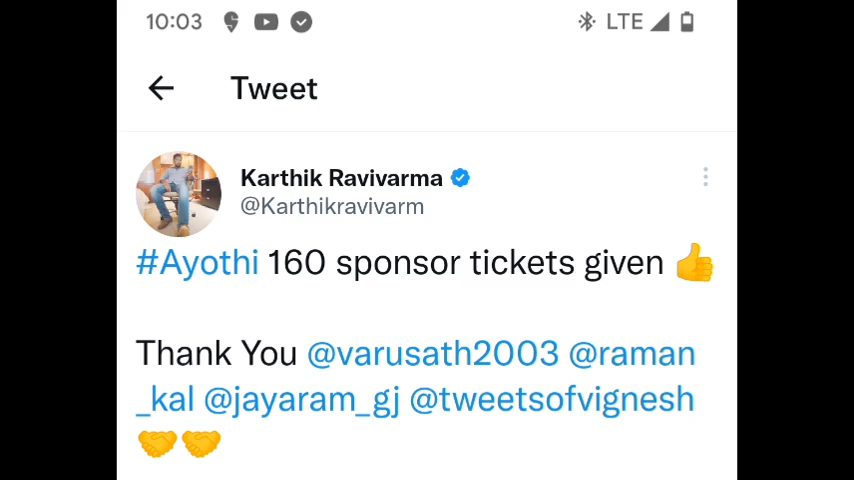 10:03 LTE
Tweet
Karthik Ravivarma
@Karthikravivarm
#Ayothi 160 sponsor tickets given 👍
Thank You @varusath2003 @raman
_kal @jayaram_gj @tweetsofvignesh
🤝🤝